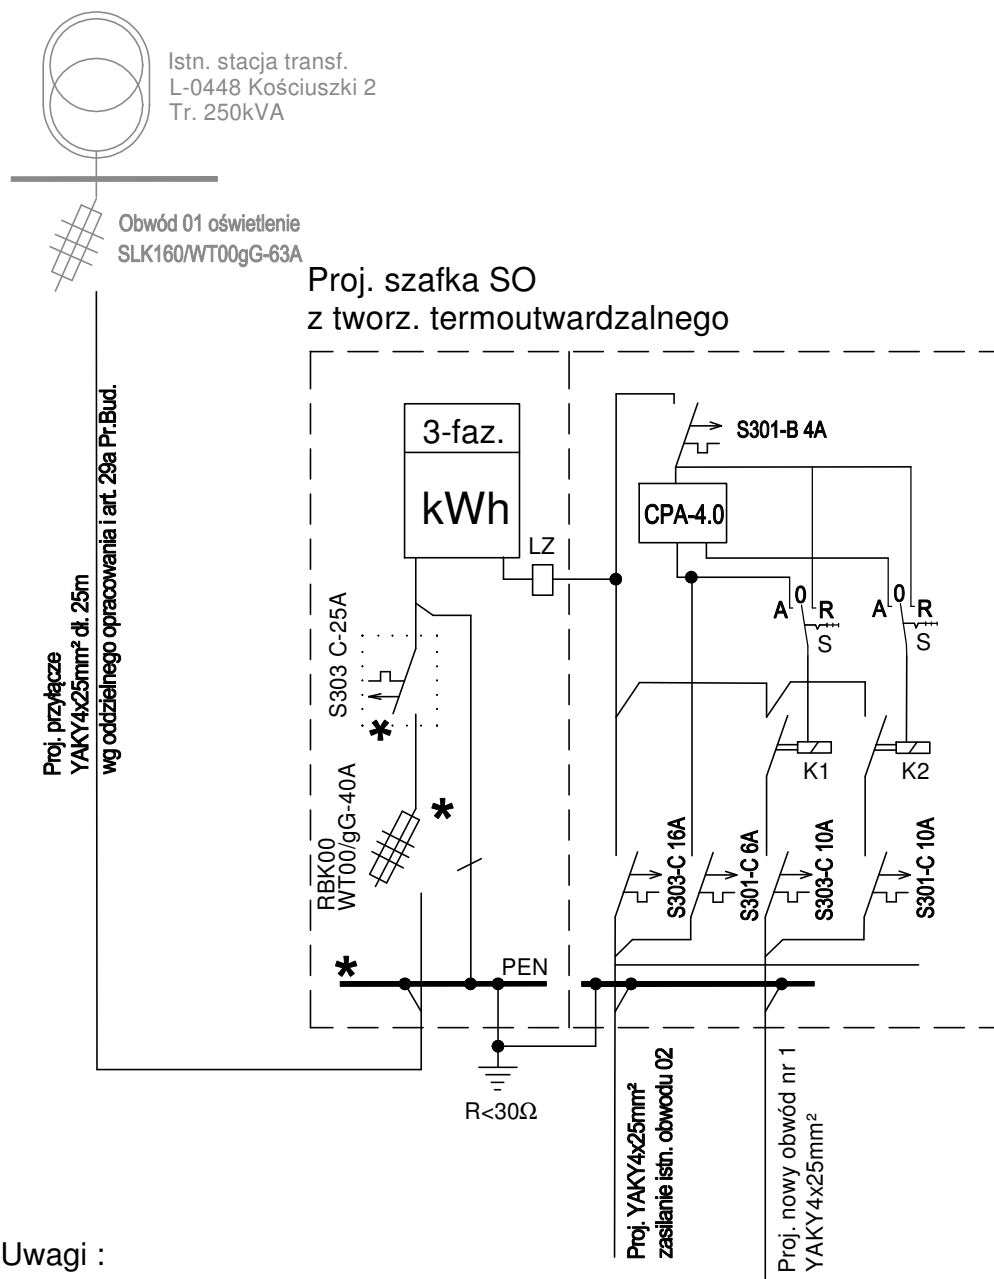 Istn. stacja transf.
L-0448 Kościuszki 2
Tr. 250kVA
Obwód 01 oświetlenie
SLK160/WT00gG-63A
Proj. szafka SO
z tworz. termoutwardzalnego
Proj. przyłącze
YAKY4x25mm² dł. 25m
wg oddzielnego opracowania i art. 29a Pr.Bud.
3-faz.
kWh
LZ
S303 C-25A
*
RBK00
WT00/gG-40A
*
*
PEN
R<30Ω
S301-B 4A
CPA-4.0
A 0 R
S
A 0 R
S
K1
K2
S303-C 16A
S301-C 6A
S303-C 10A
S301-C 10A
Proj. YAKY4x25mm²
zasilanie istn. obwodu 02
Proj. nowy obwód nr 1
YAKY4x25mm²
Uwagi :